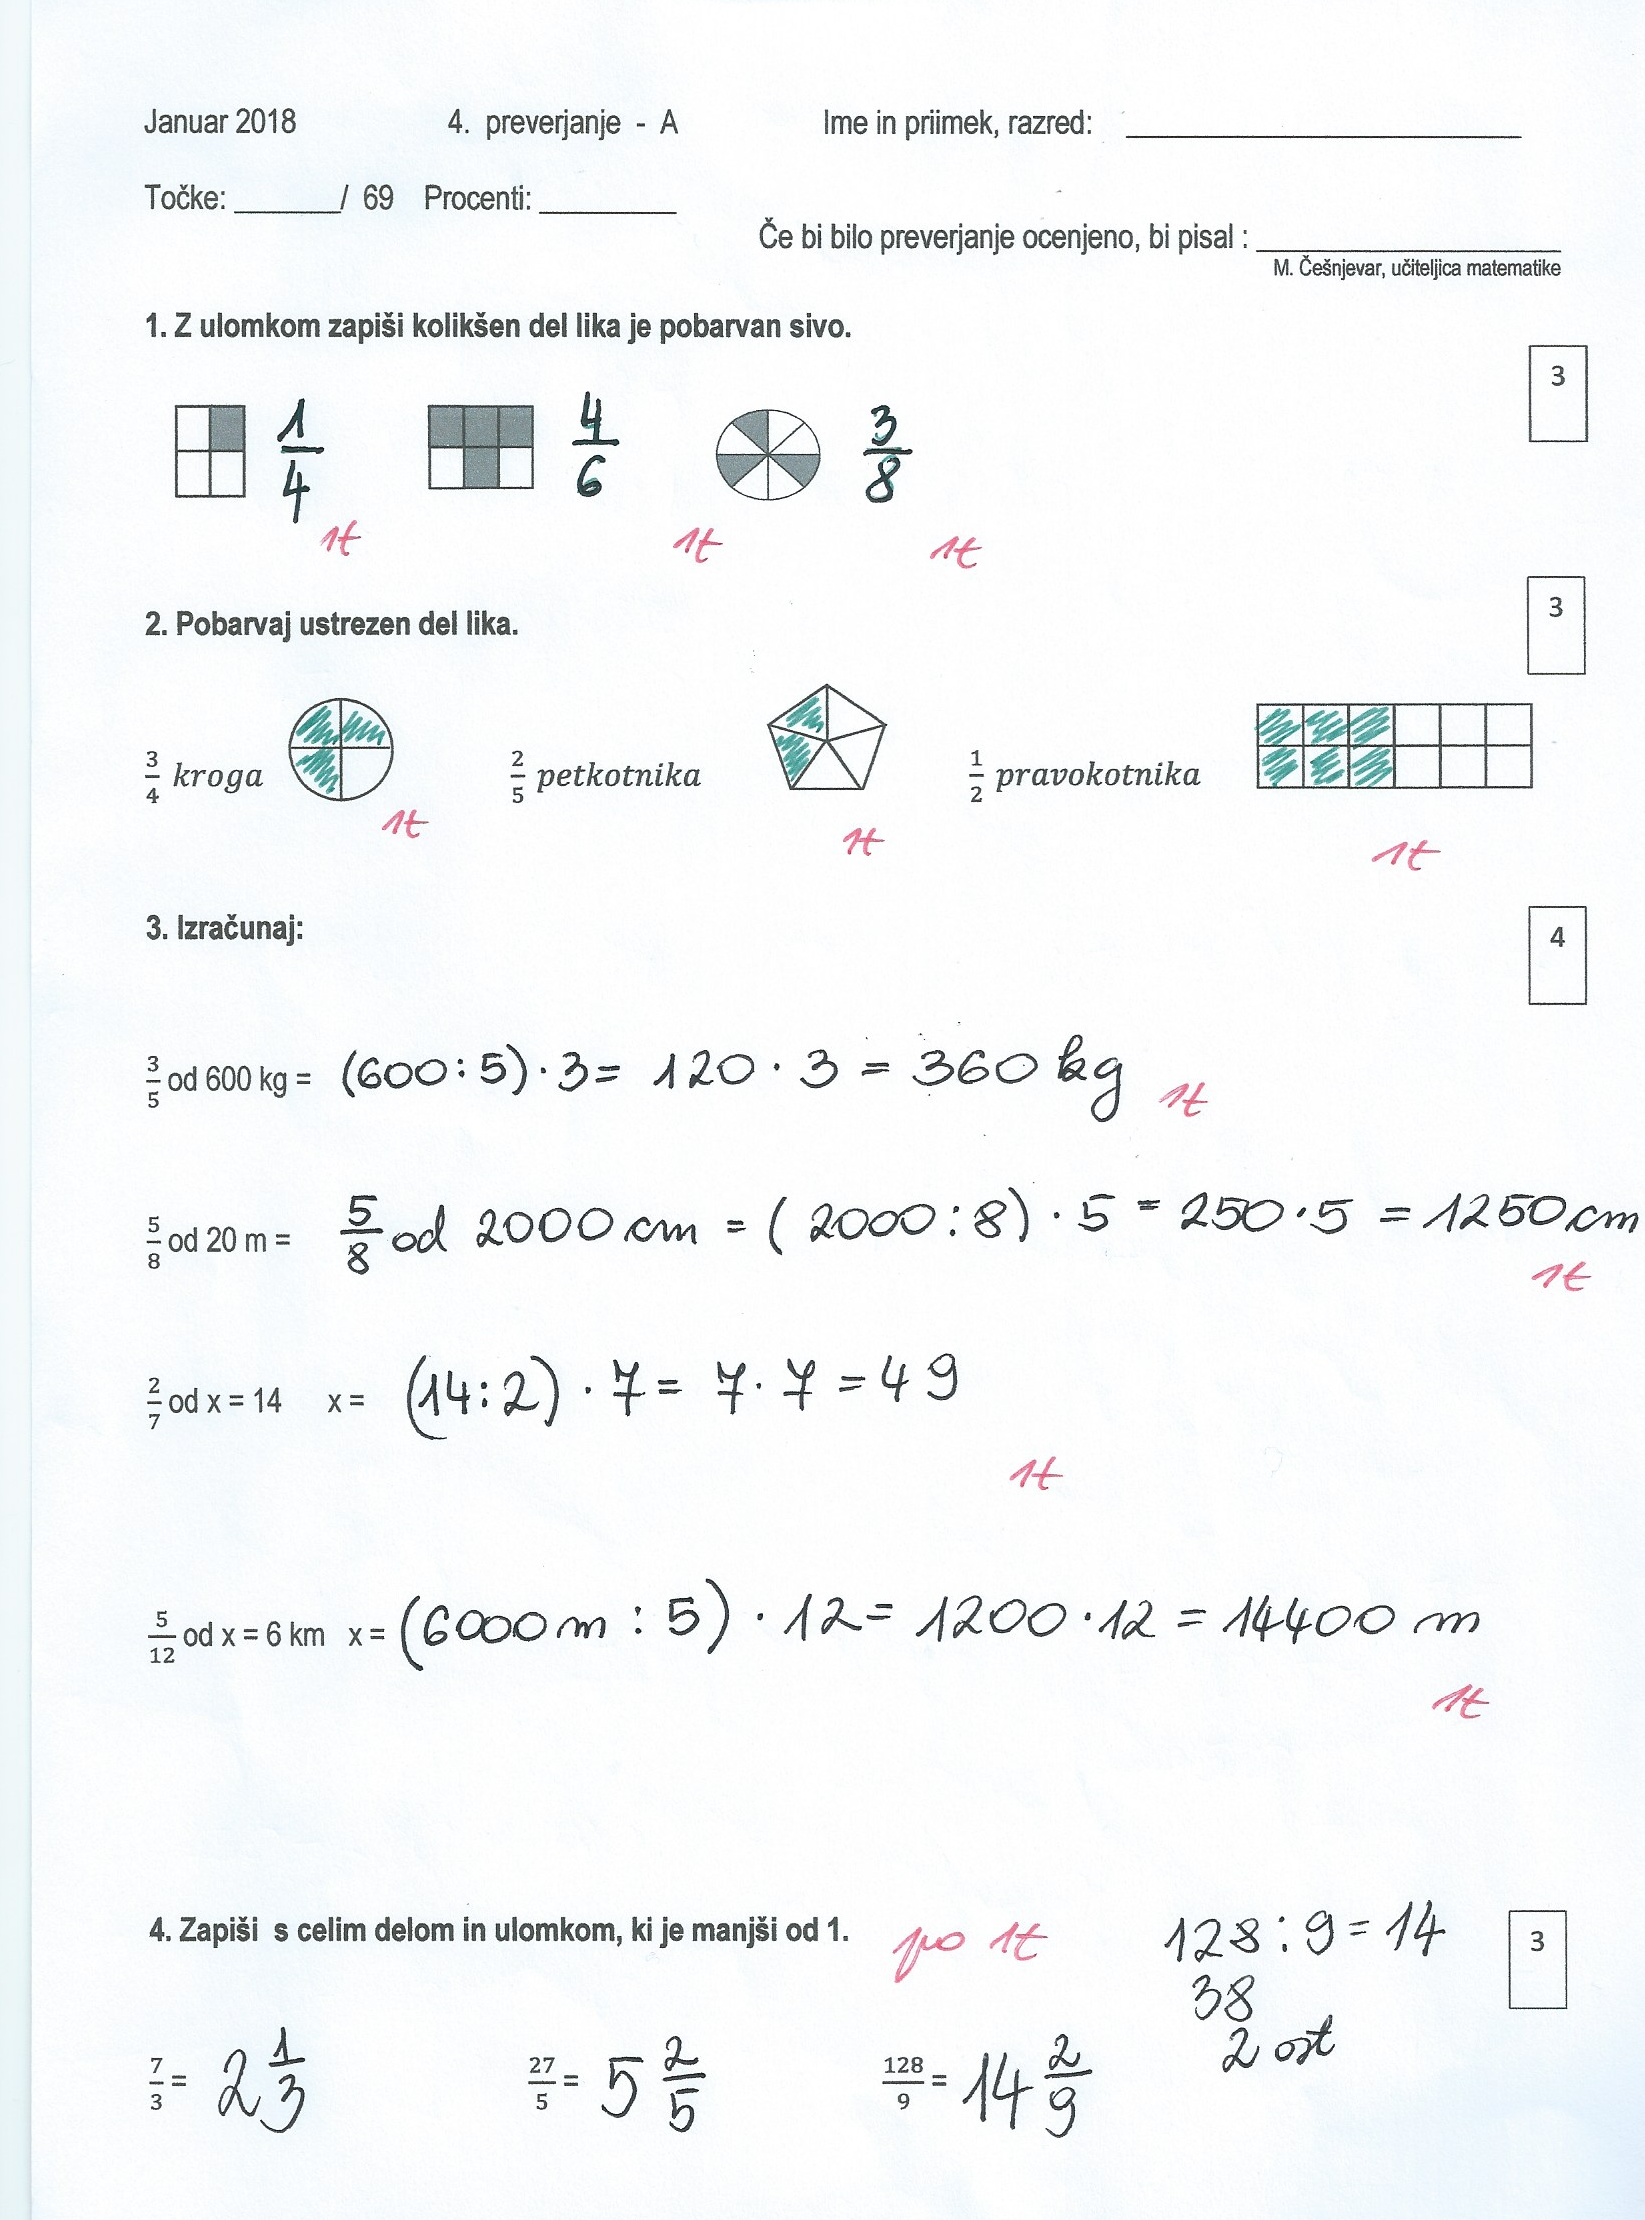 Januar 2018 4. preverjanje - A Ime in priimek, razred: ____________
Točke: _______/ 69 Procenti: _________
Če bi bilo preverjanje ocenjeno, bi pisal : ____________
M. Češnjevar, učiteljica matematike
1. Z ulomkom zapiši kolikšen del lika je pobarvan sivo.
3
1/4 4/6 3/8
1t 1t 1t
2. Pobarvaj ustrezen del lika.
3
3/4 kroga 2/5 petkotnika 1/2 pravokotnika
1t 1t 1t
3. Izračunaj:
4
3/5 od 600 kg = (600:5)·3= 120 · 3 = 360 kg 1t
5/8 od 20 m = 5/8 od 2000 cm = (2000:8) · 5 = 250·5 = 1250 cm
1t
2/7 od x = 14 x = (14:2) · 7 = 7·7 = 49
1t
5/12 od x = 6 km x = (6000 m : 5) · 12 = 1200·12 = 14400 m
1t
4. Zapiši s celim delom in ulomkom, ki je manjši od 1. po 1t 128:9=14
3
38
2 ost
7/3 = 2 1/3 27/5 = 5 2/5 128/9 = 14 2/9